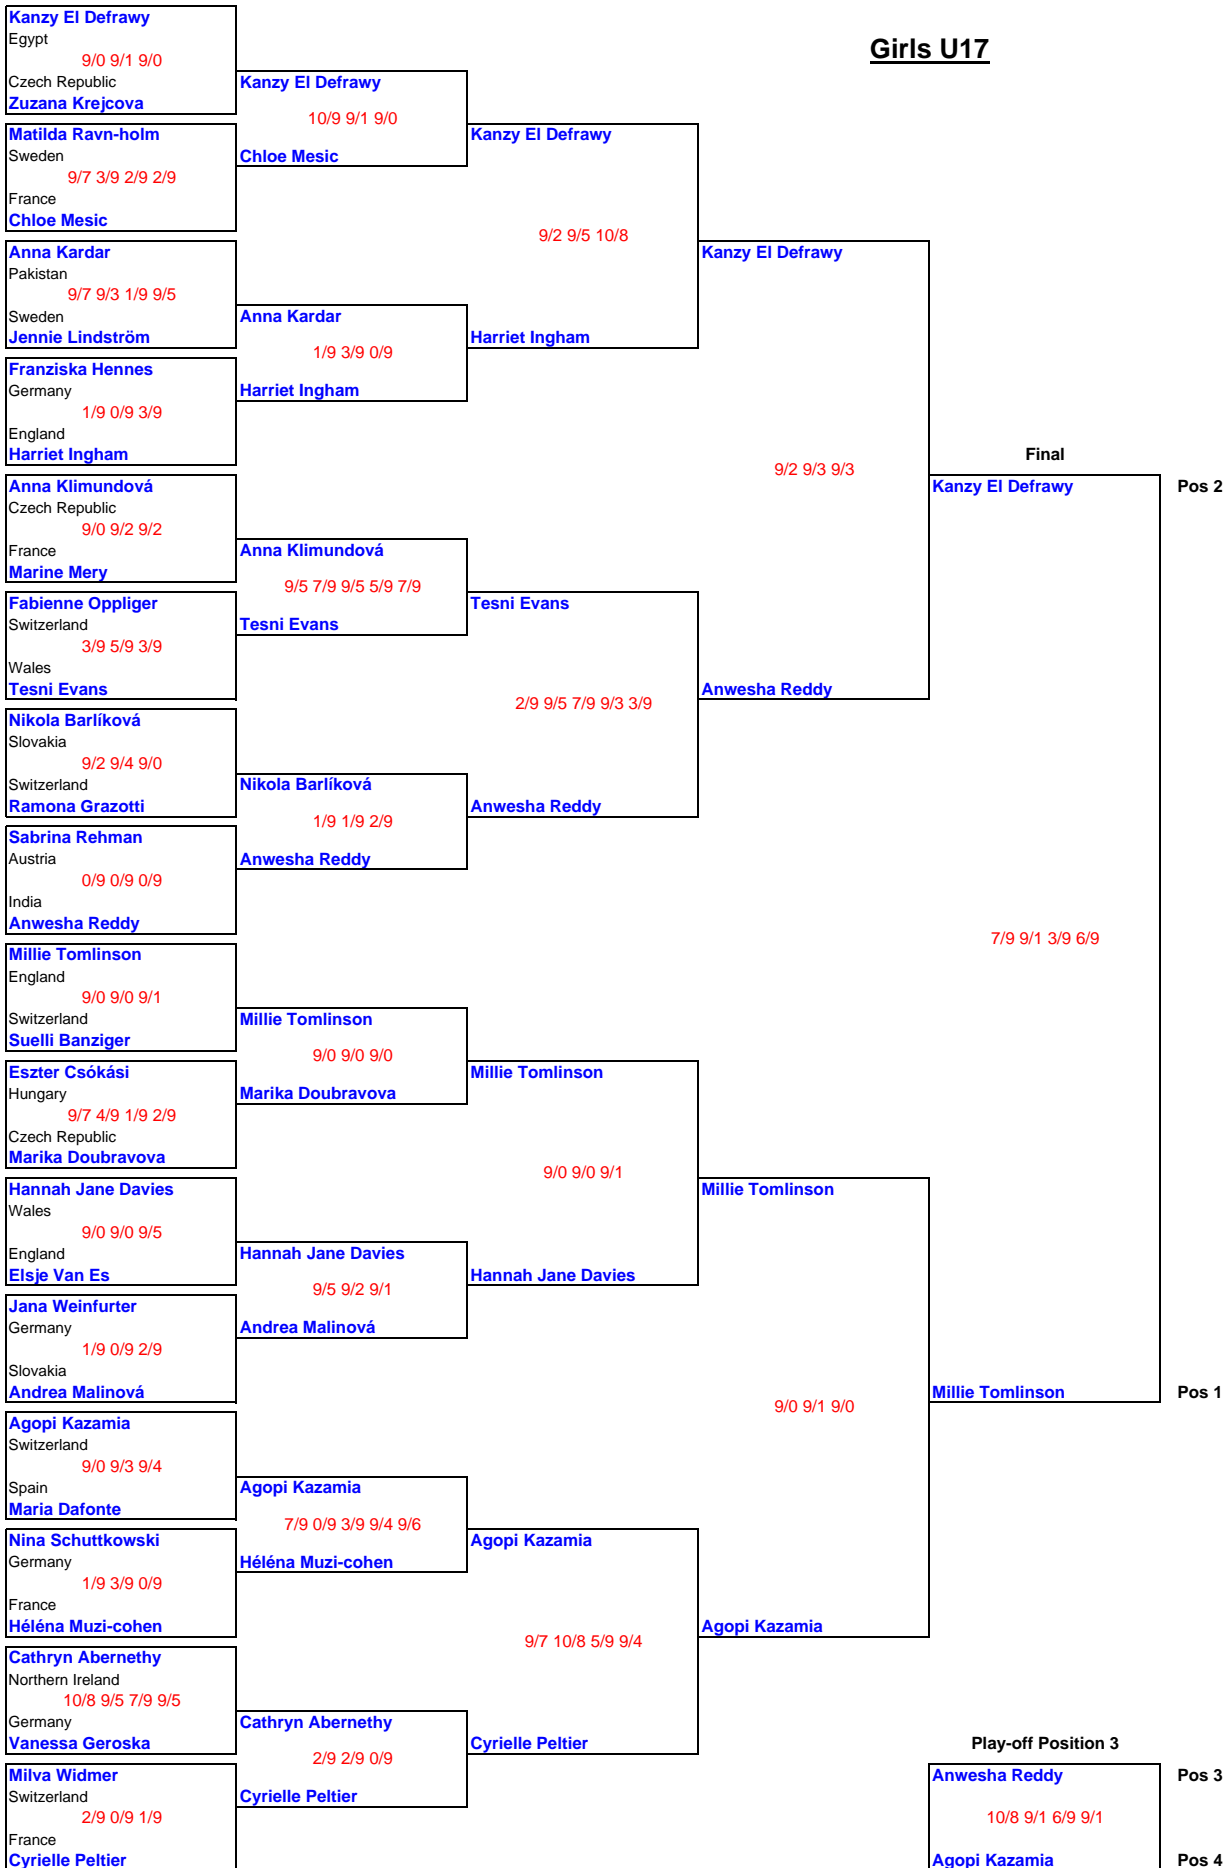 Girls U17
Kanzy El Defrawy
Egypt
9/0 9/1 9/0
Czech Republic
Zuzana Krejcova
Matilda Ravn-holm
Sweden
9/7 3/9 2/9 2/9
France
Chloe Mesic
Anna Kardar
Pakistan
9/7 9/3 1/9 9/5
Sweden
Jennie Lindström
Franziska Hennes
Germany
1/9 0/9 3/9
England
Harriet Ingham
Anna Klimundová
Czech Republic
9/0 9/2 9/2
France
Marine Mery
Fabienne Oppliger
Switzerland
3/9 5/9 3/9
Wales
Tesni Evans
Nikola Barlíková
Slovakia
9/2 9/4 9/0
Switzerland
Ramona Grazotti
Sabrina Rehman
Austria
0/9 0/9 0/9
India
Anwesha Reddy
Millie Tomlinson
England
9/0 9/0 9/1
Switzerland
Suelli Banziger
Eszter Csókási
Hungary
9/7 4/9 1/9 2/9
Czech Republic
Marika Doubravova
Hannah Jane Davies
Wales
9/0 9/0 9/5
England
Elsje Van Es
Jana Weinfurter
Germany
1/9 0/9 2/9
Slovakia
Andrea Malinová
Agopi Kazamia
Switzerland
9/0 9/3 9/4
Spain
Maria Dafonte
Nina Schuttkowski
Germany
1/9 3/9 0/9
France
Héléna Muzi-cohen
Cathryn Abernethy
Northern Ireland
10/8 9/5 7/9 9/5
Germany
Vanessa Geroska
Milva Widmer
Switzerland
2/9 0/9 1/9
France
Cyrielle Peltier
Kanzy El Defrawy
10/9 9/1 9/0
Chloe Mesic
Anna Kardar
1/9 3/9 0/9
Harriet Ingham
Anna Klimundová
9/5 7/9 9/5 5/9 7/9
Tesni Evans
Nikola Barlíková
1/9 1/9 2/9
Anwesha Reddy
Millie Tomlinson
9/0 9/0 9/0
Marika Doubravova
Hannah Jane Davies
9/5 9/2 9/1
Andrea Malinová
Agopi Kazamia
7/9 0/9 3/9 9/4 9/6
Héléna Muzi-cohen
Cathryn Abernethy
2/9 2/9 0/9
Cyrielle Peltier
Kanzy El Defrawy
9/2 9/5 10/8
Harriet Ingham
Tesni Evans
2/9 9/5 7/9 9/3 3/9
Anwesha Reddy
Millie Tomlinson
9/0 9/0 9/1
Hannah Jane Davies
Agopi Kazamia
9/7 10/8 5/9 9/4
Cyrielle Peltier
Kanzy El Defrawy
9/2 9/3 9/3
Anwesha Reddy
Millie Tomlinson
9/0 9/1 9/0
Agopi Kazamia
Final
Kanzy El Defrawy Pos 2
7/9 9/1 3/9 6/9
Millie Tomlinson Pos 1
Play-off Position 3
Anwesha Reddy Pos 3
10/8 9/1 6/9 9/1
Agopi Kazamia Pos 4